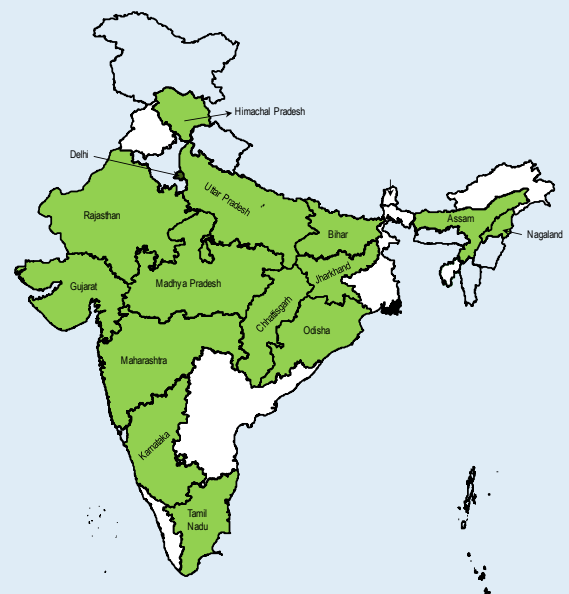 Himachal Pradesh
Delhi
Uttar Pradesh
Rajasthan
Assam
Bihar
Nagaland
Jharkhand
Gujarat
Madhya Pradesh
Chhattisgarh
Odisha
Maharashtra
Karnataka
Tamil
Nadu